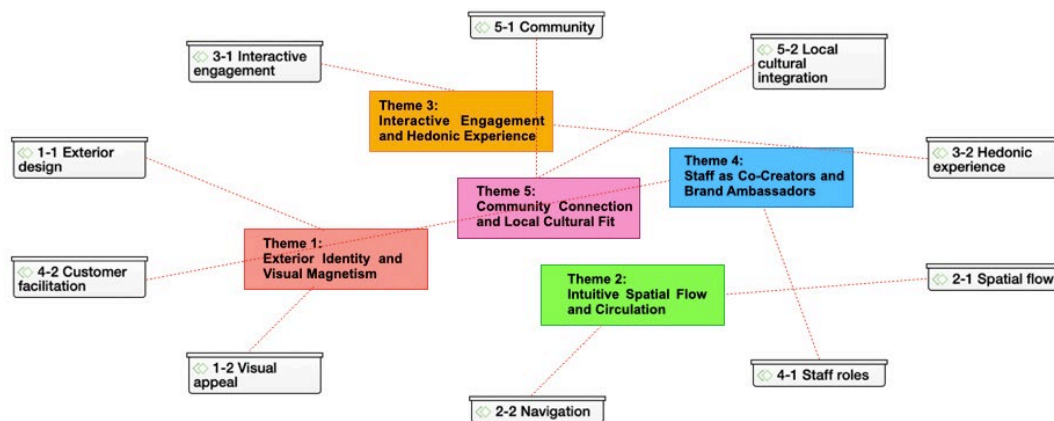 5-1 Community
3-1 Interactive
engagement
5-2 Local
cultural
integration
Theme 3:
Interactive Engagement
and Hedonic Experience
1-1 Exterior
design
Theme 4:
Staff as Co-Creators and
Brand Ambassadors
3-2 Hedonic
experience
Theme 5:
Community Connection
and Local Cultural Fit
Theme 1:
Exterior Identity and
Visual Magnetism
4-2 Customer
facilitation
Theme 2:
Intuitive Spatial Flow
and Circulation
2-1 Spatial flow
1-2 Visual
appeal
4-1 Staff roles
2-2 Navigation